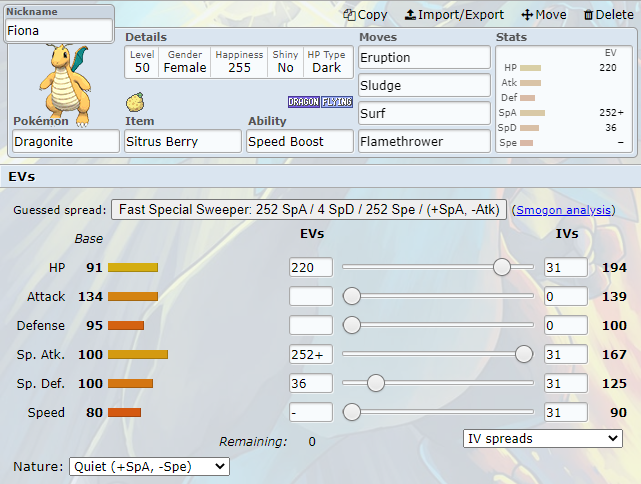 Nickname
Fiona
Copy Import/Export Move Delete
Details
Level Gender Happiness Shiny HP Type
50 Female 255 No Dark
DRAGON FLYING
Pokémon
Dragonite
Item
Sitrus Berry
Ability
Speed Boost
Moves
Eruption
Sludge
Surf
Flamethrower
Stats
EV
HP 220
Atk
Def
SpA 252+
SpD 36
Spe –
EVs
Guessed spread: Fast Special Sweeper: 252 SpA / 4 SpD / 252 Spe / (+SpA, -Atk) (Smogon analysis)
Base EVs IVs
HP 91 220 31 194
Attack 134 0 139
Defense 95 0 100
Sp. Atk. 100 252+ 31 167
Sp. Def. 100 36 31 125
Speed 80 - 31 90
Remaining: 0
IV spreads
Nature: Quiet (+SpA, -Spe)